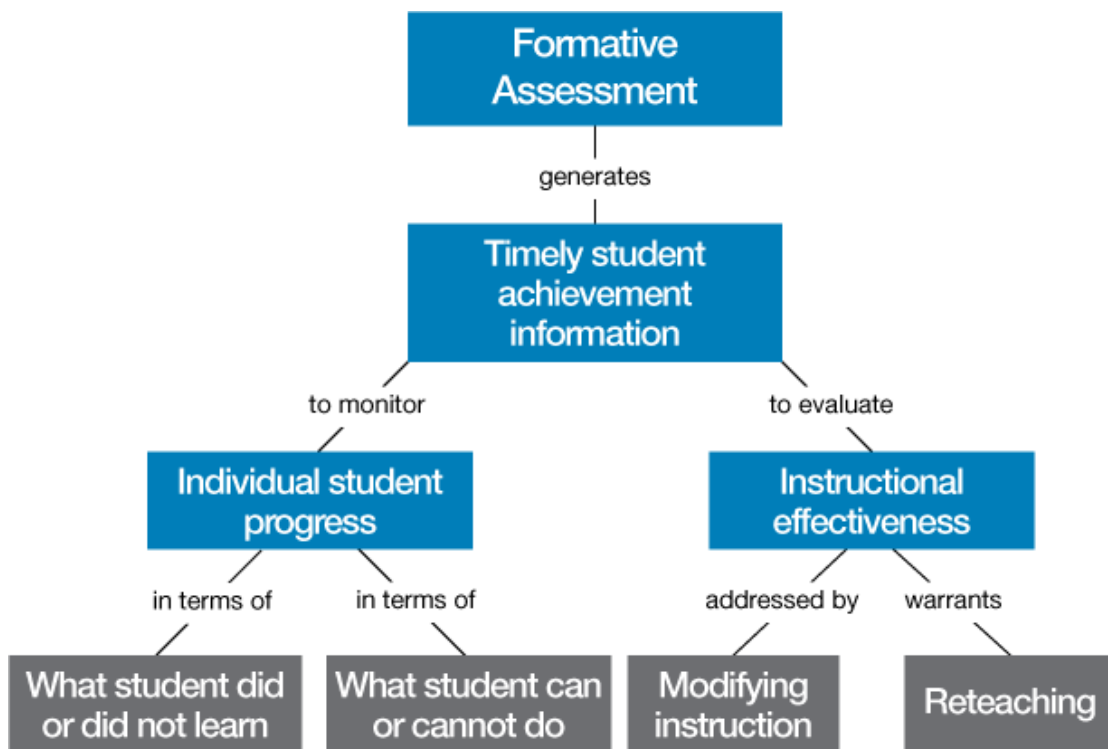 Formative
Assessment
generates
Timely student
achievement
information
to monitor
to evaluate
Individual student
progress
Instructional
effectiveness
in terms of
in terms of
addressed by
warrants
What student did
or did not learn
What student can
or cannot do
Modifying
instruction
Reteaching